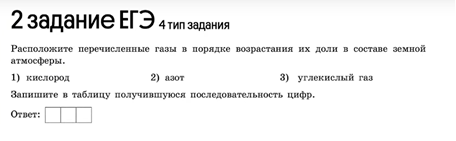 2 задание ЕГЭ 4 тип задания
Расположите перечисленные газы в порядке возрастания их доли в составе земной
атмосферы.
1) кислород 2) азот 3) углекислый газ
Запишите в таблицу получившуюся последовательность цифр.
Ответ: